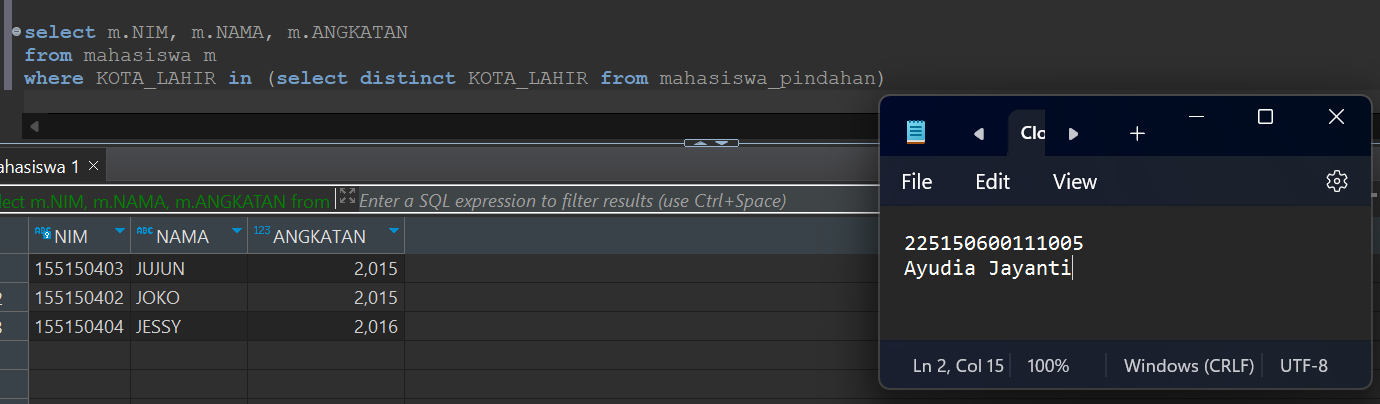 select m.NIM, m.NAMA, m.ANGKATAN
from mahasiswa m
where KOTA_LAHIR in (select distinct KOTA_LAHIR from mahasiswa_pindahan)
ahasiswa 1
lect m.NIM, m.NAMA, m.ANGKATAN from
Enter a SQL expression to filter results (use Ctrl+Space)
NIM NAMA ANGKATAN
155150403 JUJUN 2,015
2 155150402 JOKO 2,015
3 155150404 JESSY 2,016
Clo
File Edit View
225150600111005
Ayudia Jayanti
Ln 2, Col 15 100% Windows (CRLF) UTF-8